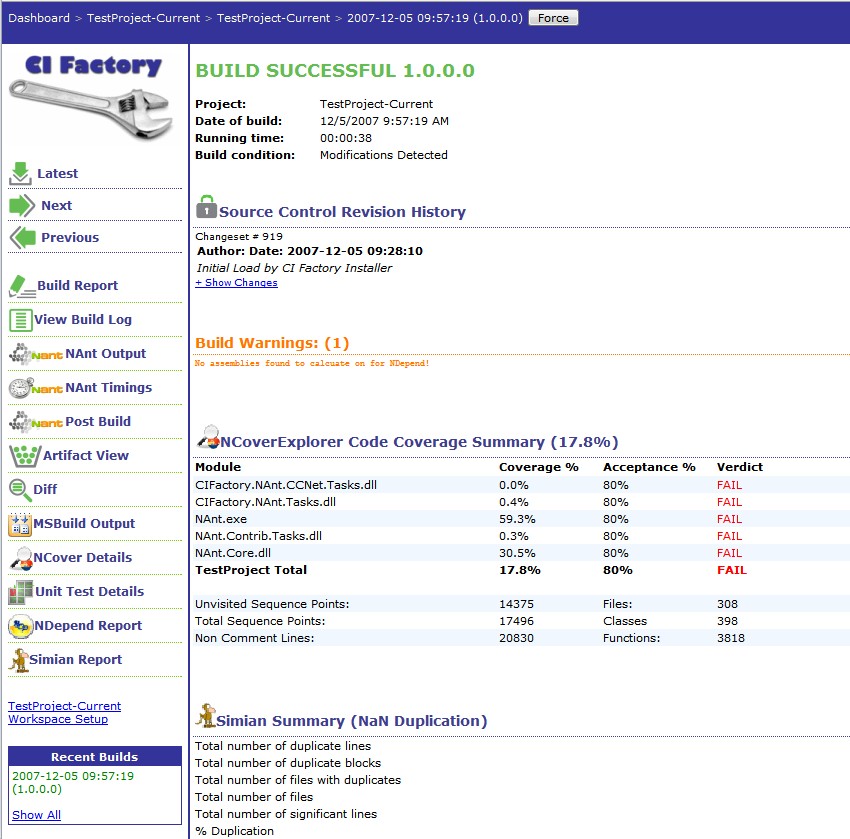 Dashboard > TestProject-Current > TestProject-Current > 2007-12-05 09:57:19 (1.0.0.0) Force
CI Factory
Latest
Next
Previous
Build Report
View Build Log
Nant NAnt Output
Nant NAnt Timings
Nant Post Build
Artifact View
Diff
MSBuild Output
NCover Details
Unit Test Details
NDepend Report
Simian Report
TestProject-Current
Workspace Setup
Recent Builds
2007-12-05 09:57:19
(1.0.0.0)
Show All
BUILD SUCCESSFUL 1.0.0.0
Project: TestProject-Current
Date of build: 12/5/2007 9:57:19 AM
Running time: 00:00:38
Build condition: Modifications Detected
Source Control Revision History
Changeset # 919
Author: Date: 2007-12-05 09:28:10
Initial Load by CI Factory Installer
+ Show Changes
Build Warnings: (1)
No assemblies found to calcuate on for NDepend!
NCoverExplorer Code Coverage Summary (17.8%)
Module Coverage % Acceptance % Verdict
CIFactory.NAnt.CCNet.Tasks.dll 0.0% 80% FAIL
CIFactory.NAnt.Tasks.dll 0.4% 80% FAIL
NAnt.exe 59.3% 80% FAIL
NAnt.Contrib.Tasks.dll 0.3% 80% FAIL
NAnt.Core.dll 30.5% 80% FAIL
TestProject Total 17.8% 80% FAIL
Unvisited Sequence Points: 14375 Files: 308
Total Sequence Points: 17496 Classes 398
Non Comment Lines: 20830 Functions: 3818
Simian Summary (NaN Duplication)
Total number of duplicate lines
Total number of duplicate blocks
Total number of files with duplicates
Total number of files
Total number of significant lines
% Duplication